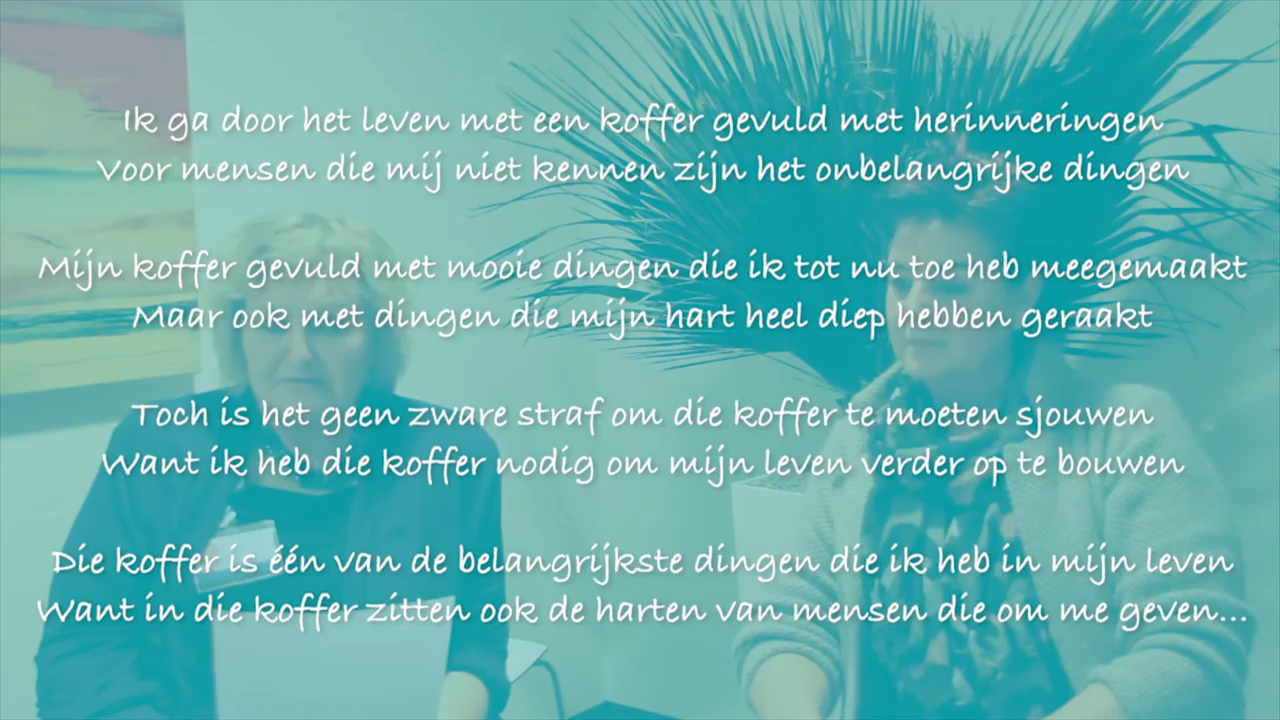 Ik ga door het leven met een koffer gevuld met herinneringen
Voor mensen die mij niet kennen zijn het onbelangrijke dingen
Mijn koffer gevuld met mooie dingen die ik tot nu toe heb meegemaakt
Maar ook met dingen die mijn hart heel diep hebben geraakt
Toch is het geen zware straf om die koffer te moeten sjouwen
Want ik heb die koffer nodig om mijn leven verder op te bouwen
Die koffer is één van de belangrijkste dingen die ik heb in mijn leven
Want in die koffer zitten ook de harten van mensen die om me geven...